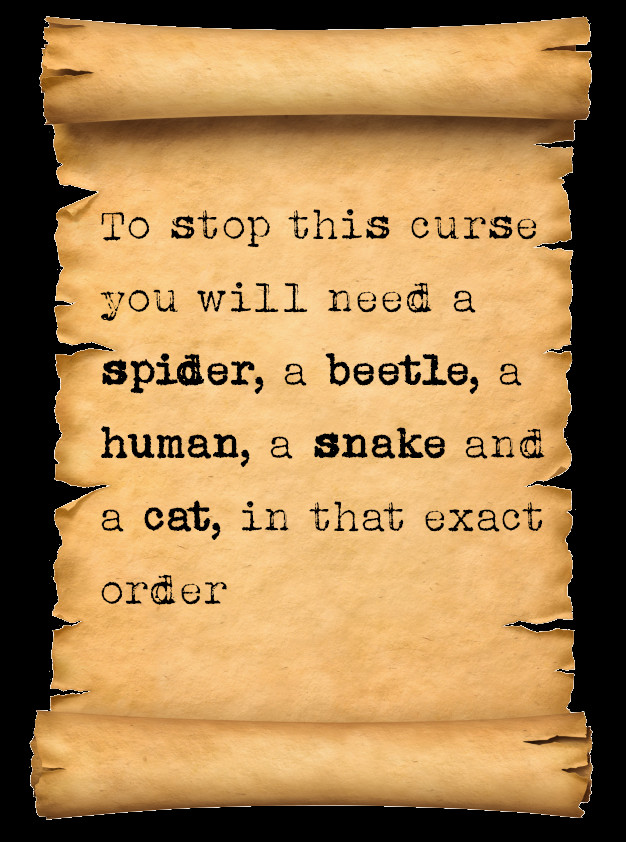 To stop this curse
you will need a
spider, a beetle, a
human, a snake and
a cat, in that exact
order